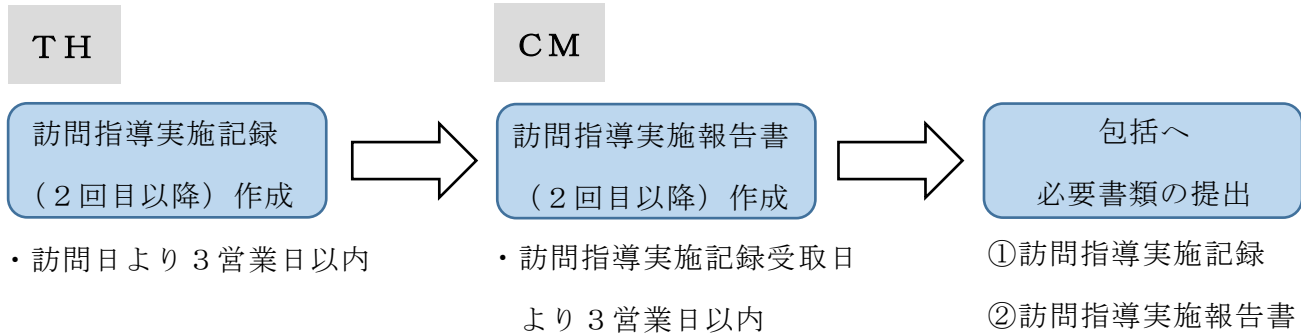 ＴＨ
訪問指導実施記録
（２回目以降）作成
・訪問日より３営業日以内
ＣＭ
訪問指導実施報告書
（２回目以降）作成
・訪問指導実施記録受取日
より３営業日以内
包括へ
必要書類の提出
①訪問指導実施記録
②訪問指導実施報告書